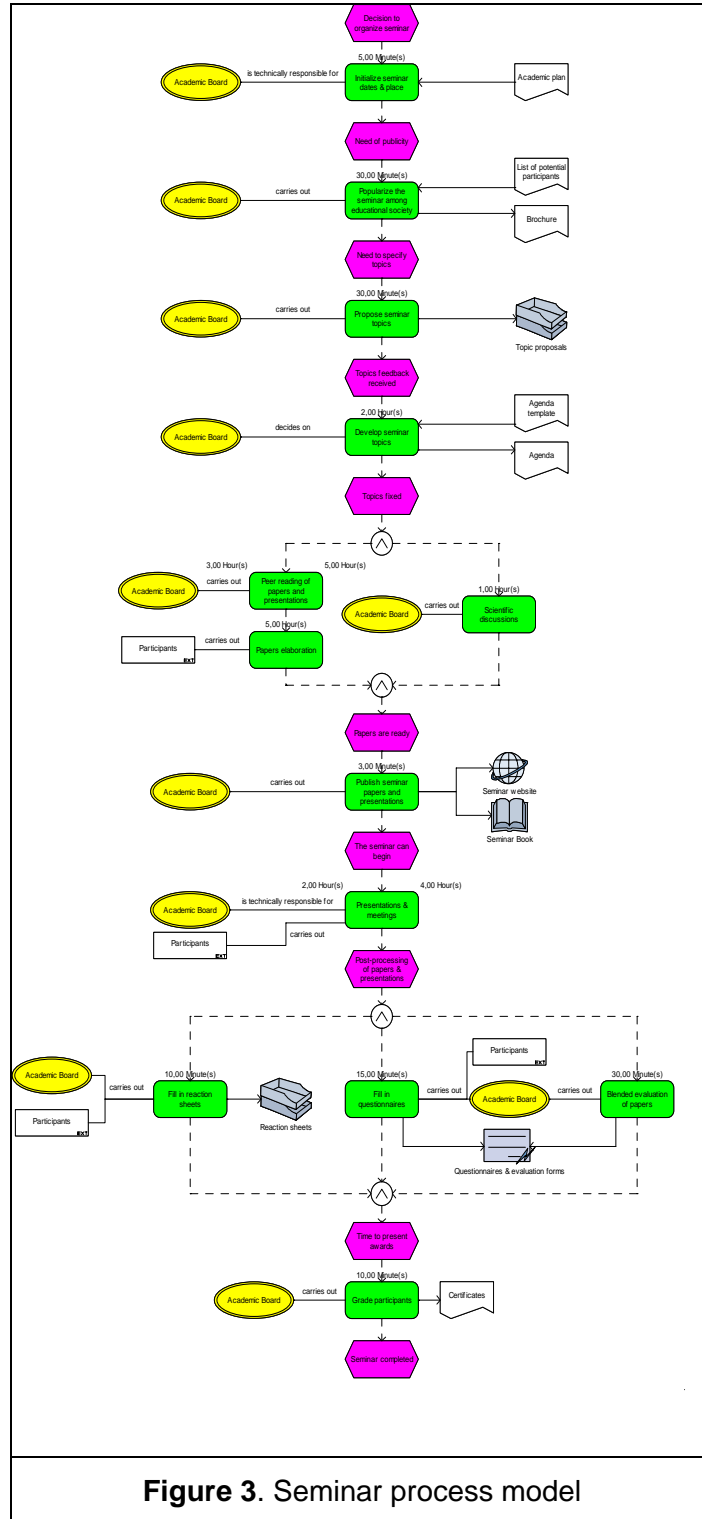 Decision to
organize seminar
5,00 Minute(s)
Academic Board
is technically responsible for
Initialize seminar
dates & place
Academic plan
Need of publicity
30,00 Minute(s)
Academic Board
carries out
Popularize the
seminar among
educational society
List of potential
participants
Brochure
Need to specify
topics
30,00 Minute(s)
Academic Board
carries out
Propose seminar
topics
Topic proposals
Topics feedback
received
2,00 Hour(s)
Academic Board
decides on
Develop seminar
topics
Agenda
template
Agenda
Topics fixed
3,00 Hour(s)
5,00 Hour(s)
Academic Board
carries out
Peer reading of
papers and
presentations
1,00 Hour(s)
Academic Board
carries out
Scientific
discussions
5,00 Hour(s)
Participants
EXT
carries out
Papers elaboration
Papers are ready
3,00 Minute(s)
Academic Board
carries out
Publish seminar
papers and
presentations
Seminar website
Seminar Book
The seminar can
begin
2,00 Hour(s)
4,00 Hour(s)
Academic Board
is technically responsible for
Presentations &
meetings
Participants
EXT
carries out
Post-processing
of papers &
presentations
Academic Board
Participants
EXT
carries out
10,00 Minute(s)
Fill in reaction
sheets
Reaction sheets
15,00 Minute(s)
Fill in
questionnaires
carries out
Participants
EXT
Academic Board
carries out
30,00 Minute(s)
Blended evaluation
of papers
Questionnaires & evaluation forms
Time to present
awards
10,00 Minute(s)
Academic Board
carries out
Grade participants
Certificates
Seminar completed
Figure 3. Seminar process model